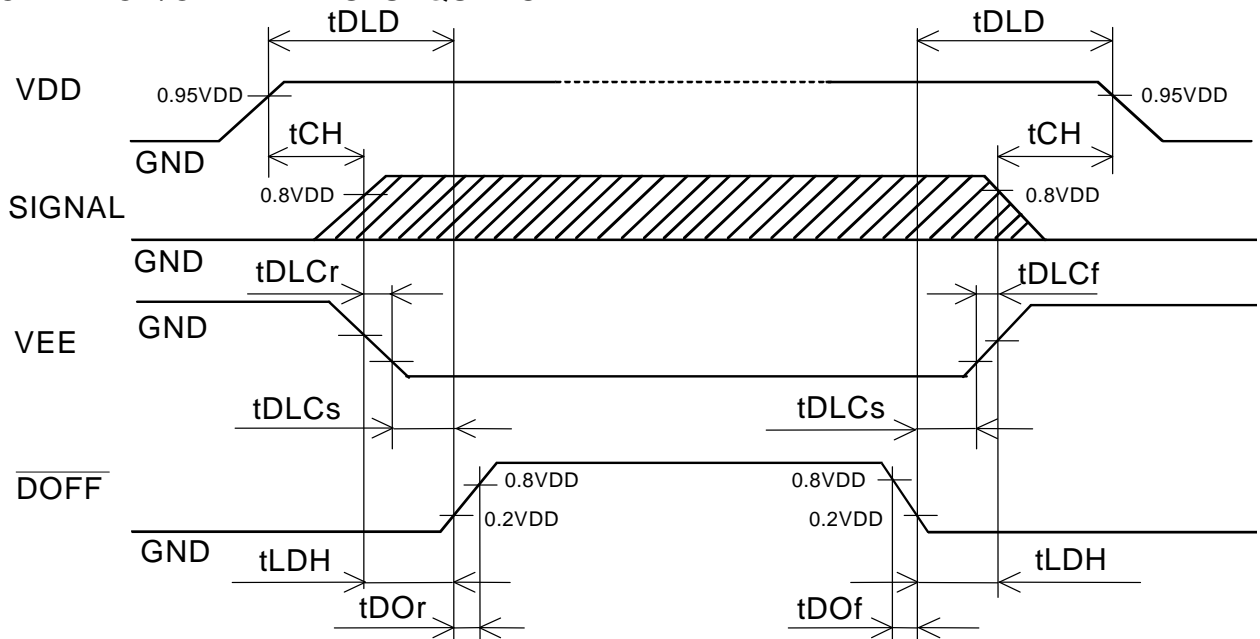 tDLD tDLD
VDD
0.95VDD 0.95VDD
tCH tCH
GND
0.8VDD 0.8VDD
SIGNAL
GND
tDLCr tDLCf
GND
VEE
tDLCs tDLCs
DOFF
0.8VDD 0.8VDD
0.2VDD 0.2VDD
GND
tLDH tLDH
tDOr tDOf